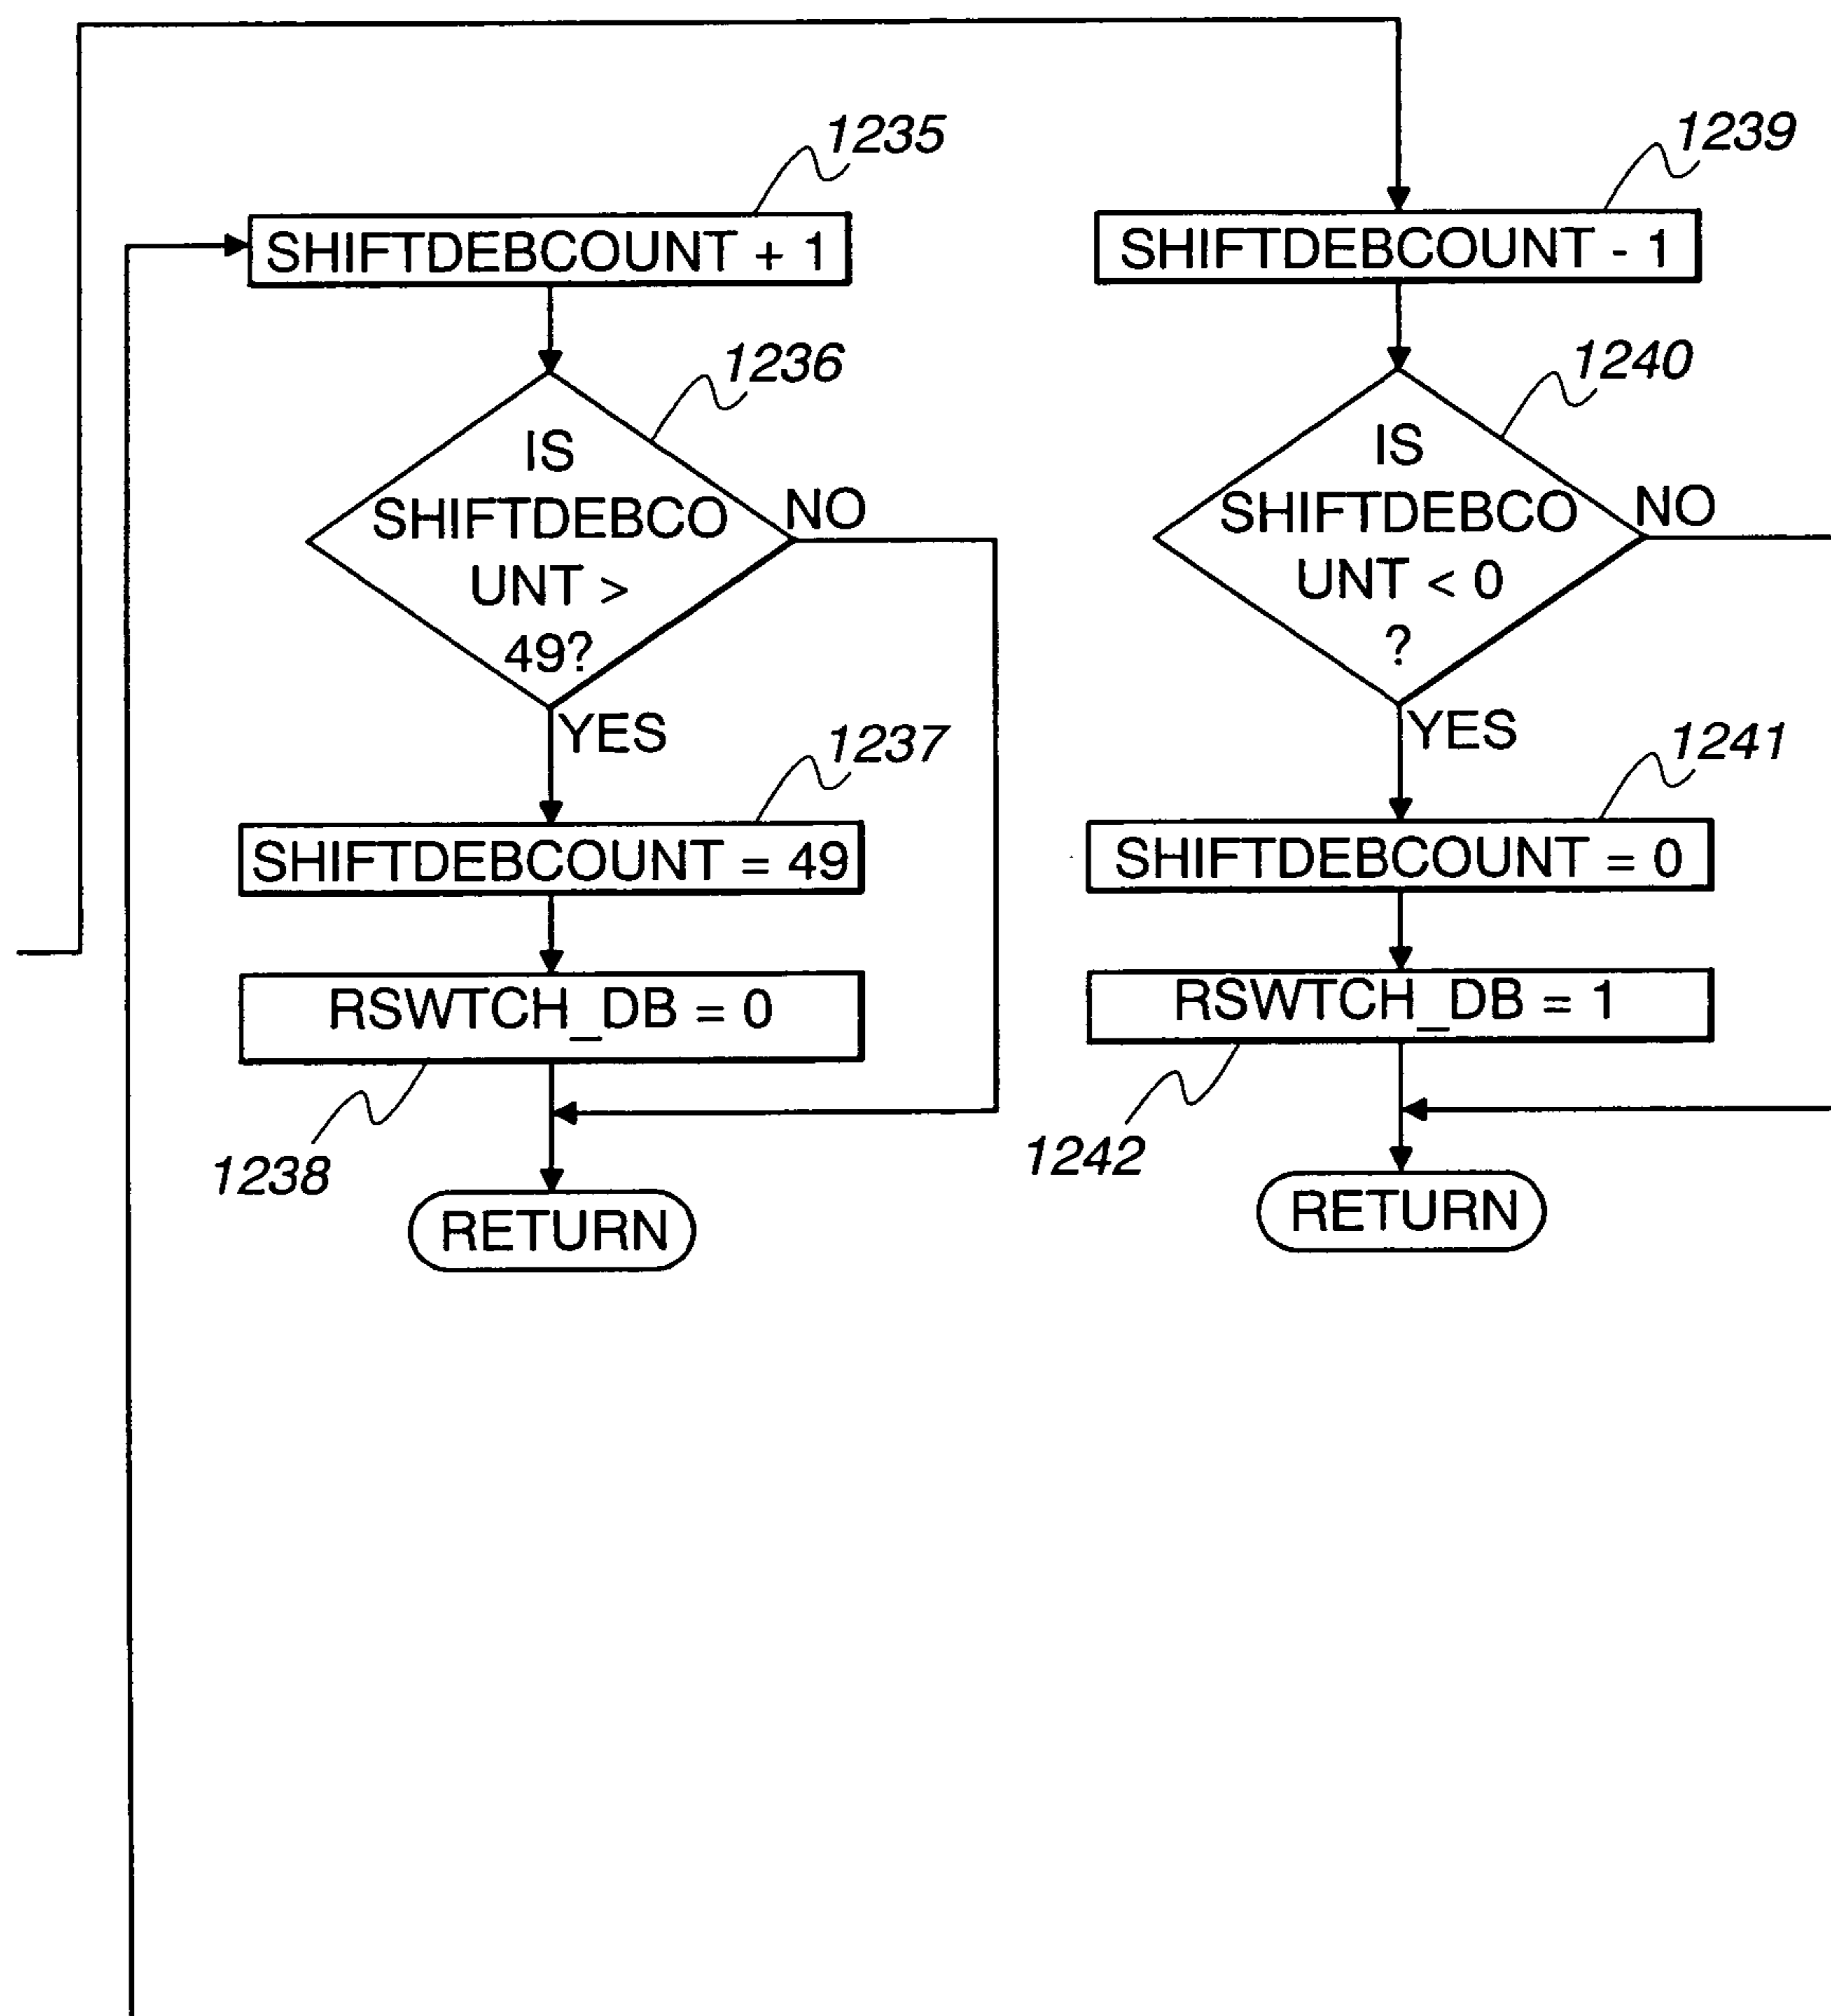 1235
SHIFTDEBCOUNT + 1
1236
IS
SHIFTDEBCO
UNT >
49?
NO
YES
1237
SHIFTDEBCOUNT = 49
RSWTCH_DB = 0
1238
RETURN
1239
SHIFTDEBCOUNT - 1
1240
IS
SHIFTDEBCO
UNT < 0
?
NO
YES
1241
SHIFTDEBCOUNT = 0
RSWTCH_DB = 1
1242
RETURN